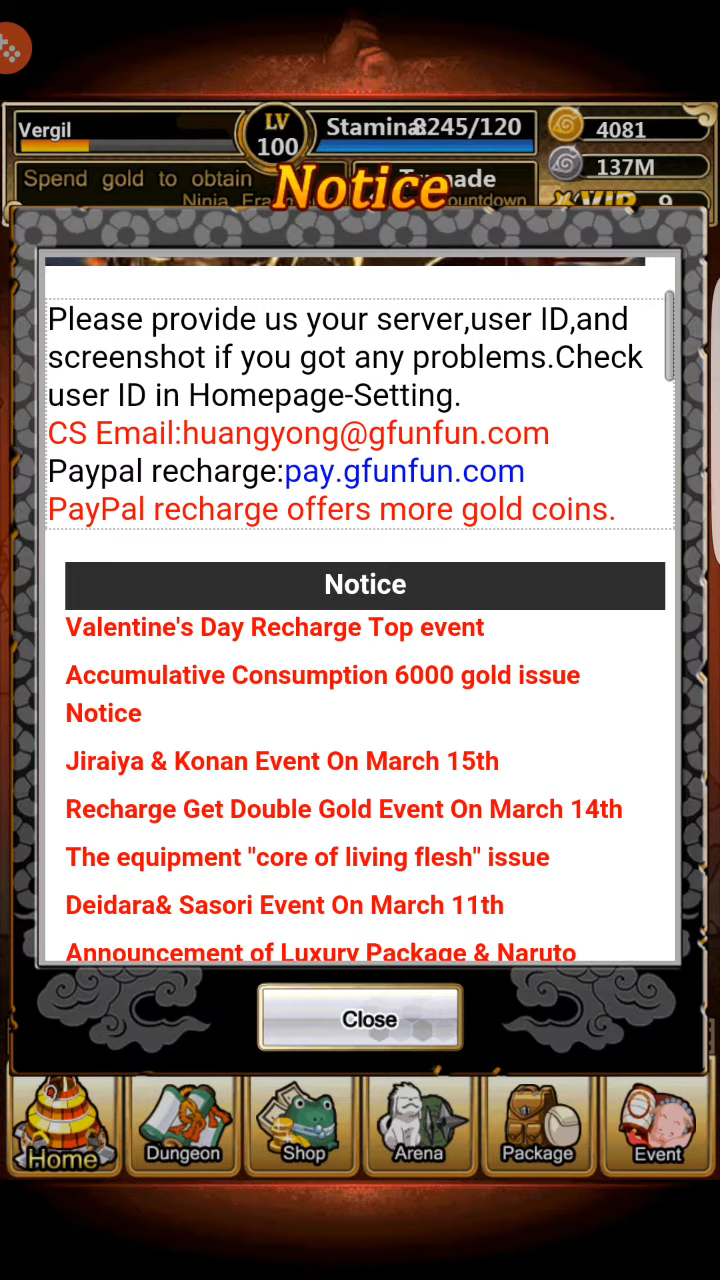 Vergil
LV
100
Stamina:8245/120
4081
137M
Spend gold to obtain
Ninja
VIP 9
countdown
Notice
Please provide us your server,user ID,and
screenshot if you got any problems.Check
user ID in Homepage-Setting.
CS Email:huangyong@gfunfun.com
Paypal recharge:pay.gfunfun.com
PayPal recharge offers more gold coins.
Notice
Valentine's Day Recharge Top event
Accumulative Consumption 6000 gold issue
Notice
Jiraiya & Konan Event On March 15th
Recharge Get Double Gold Event On March 14th
The equipment "core of living flesh" issue
Deidara& Sasori Event On March 11th
Announcement of Luxury Package & Naruto
Close
Home
Dungeon
Shop
Arena
Package
Event